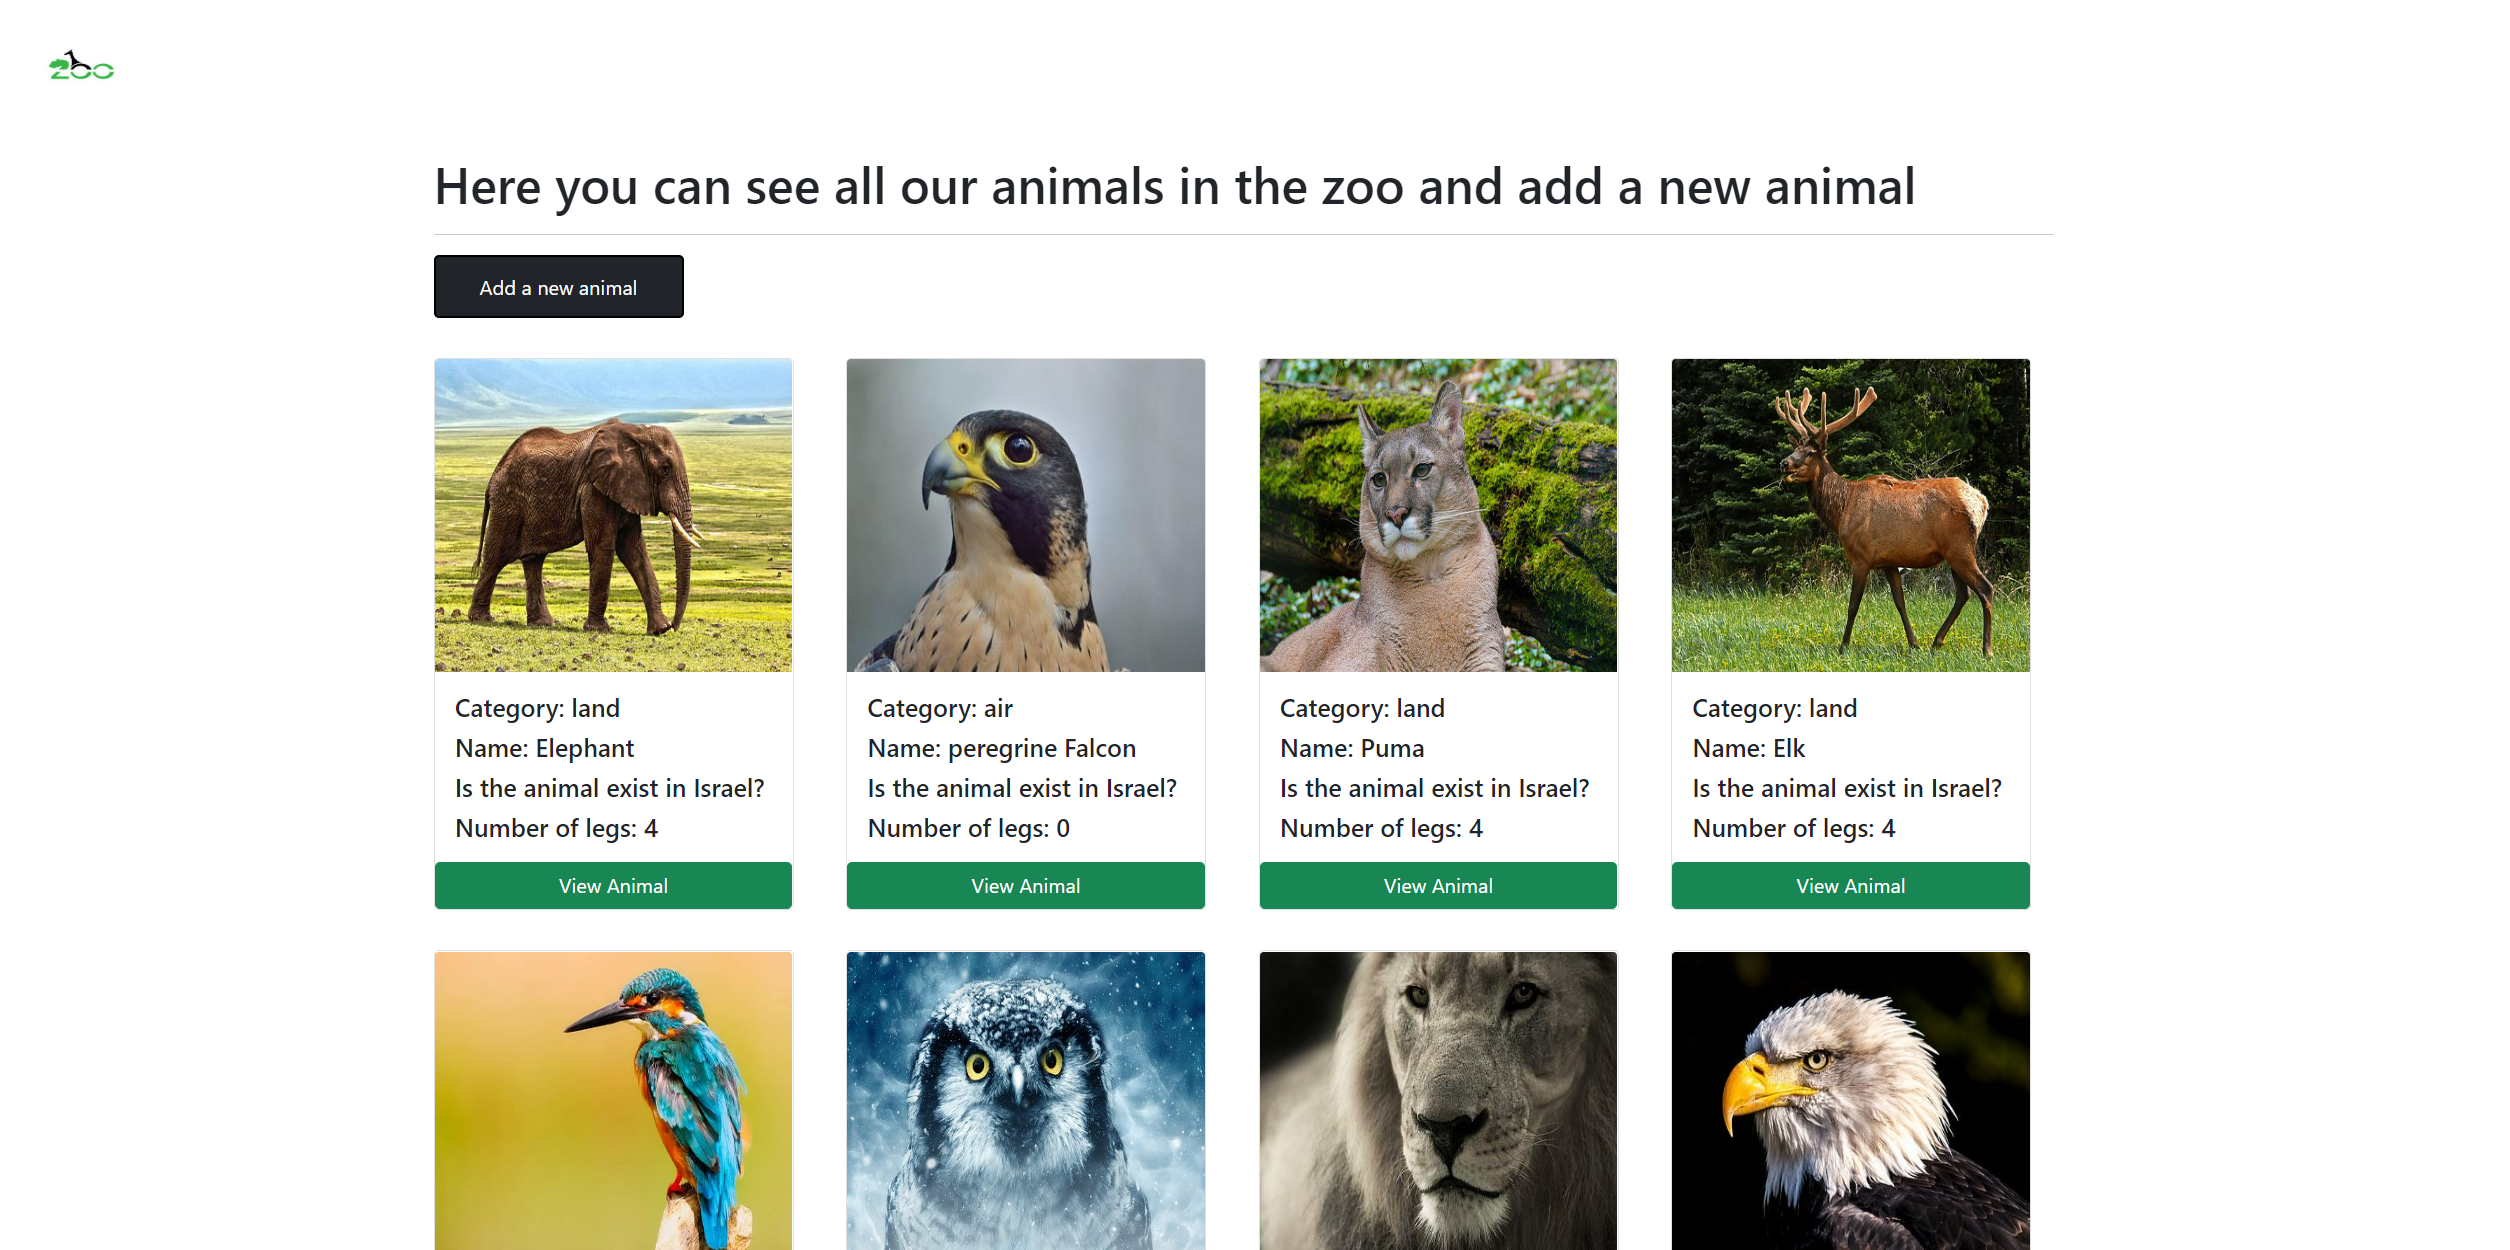 ZOO
Here you can see all our animals in the zoo and add a new animal
Add a new animal
Category: land
Name: Elephant
Is the animal exist in Israel?
Number of legs: 4
View Animal
Category: air
Name: peregrine Falcon
Is the animal exist in Israel?
Number of legs: 0
View Animal
Category: land
Name: Puma
Is the animal exist in Israel?
Number of legs: 4
View Animal
Category: land
Name: Elk
Is the animal exist in Israel?
Number of legs: 4
View Animal